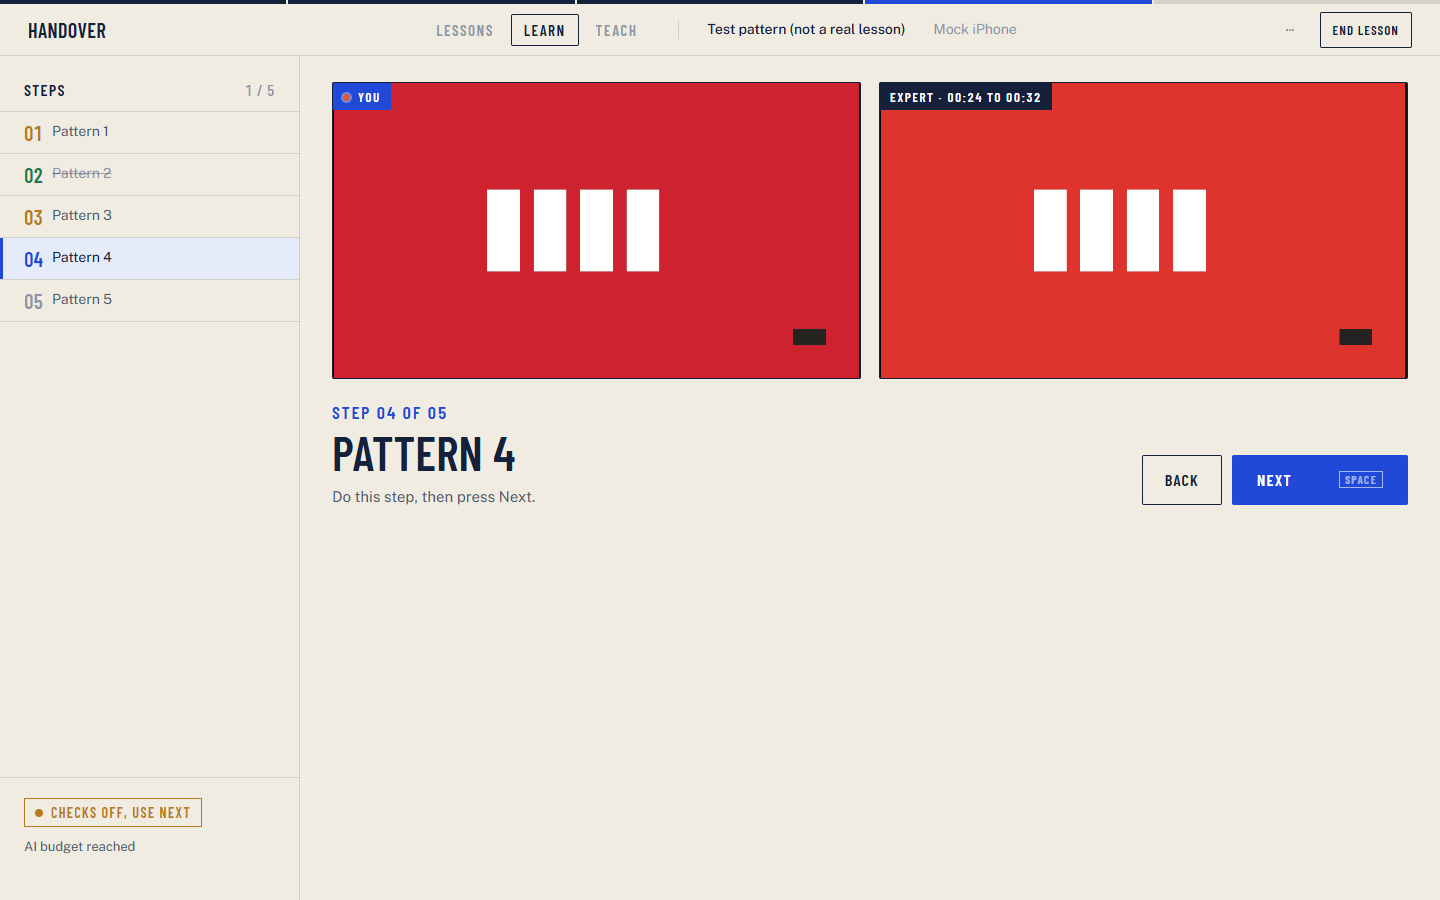 HANDOVER
LESSONS
LEARN
TEACH
Test pattern (not a real lesson)
Mock iPhone
...
END LESSON
STEPS 1 / 5
01 Pattern 1
02 Pattern 2
03 Pattern 3
04 Pattern 4
05 Pattern 5
CHECKS OFF, USE NEXT
AI budget reached
YOU
EXPERT · 00:24 TO 00:32
STEP 04 OF 05
PATTERN 4
Do this step, then press Next.
BACK
NEXT SPACE